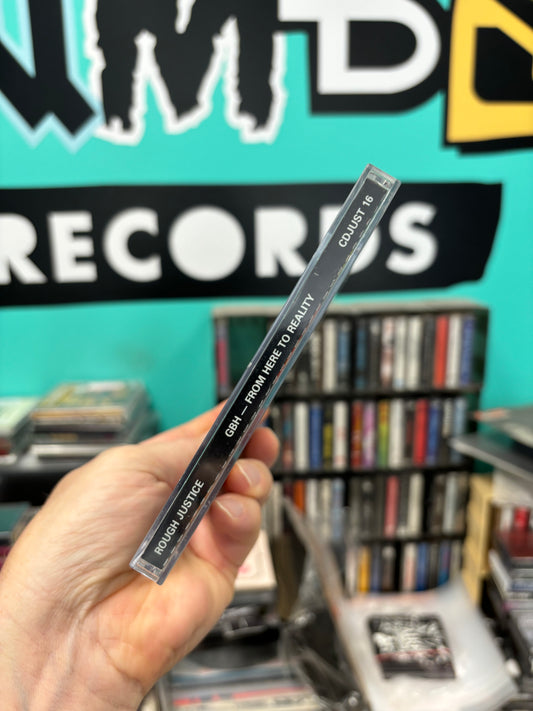 RECORDS
ROUGH JUSTICE
GBH — FROM HERE TO REALITY
CDJUST 16